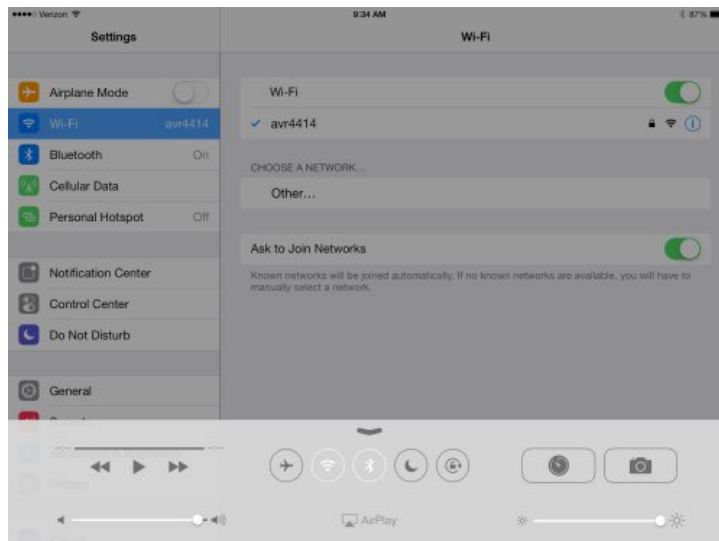 Verizon 9:34 AM 87%
Settings
Wi-Fi
Airplane Mode
Wi-Fi avr4414
Bluetooth On
Cellular Data
Personal Hotspot Off
Notification Center
Control Center
Do Not Disturb
General
Wi-Fi
avr4414
CHOOSE A NETWORK...
Other...
Ask to Join Networks
Known networks will be joined automatically. If no known networks are available, you will have to
manually select a network.
AirPlay